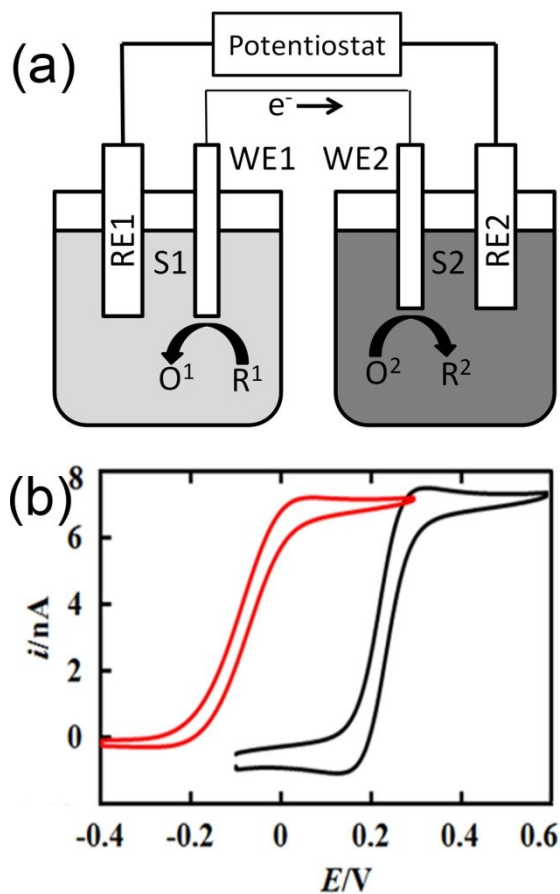 (a)
Potentiostat
e⁻
WE1 WE2
RE1 S1 S2 RE2
O¹ R¹ O² R²
(b)
8
6
4
2
0
i/nA
-0.4 -0.2 0 0.2 0.4 0.6
E/V